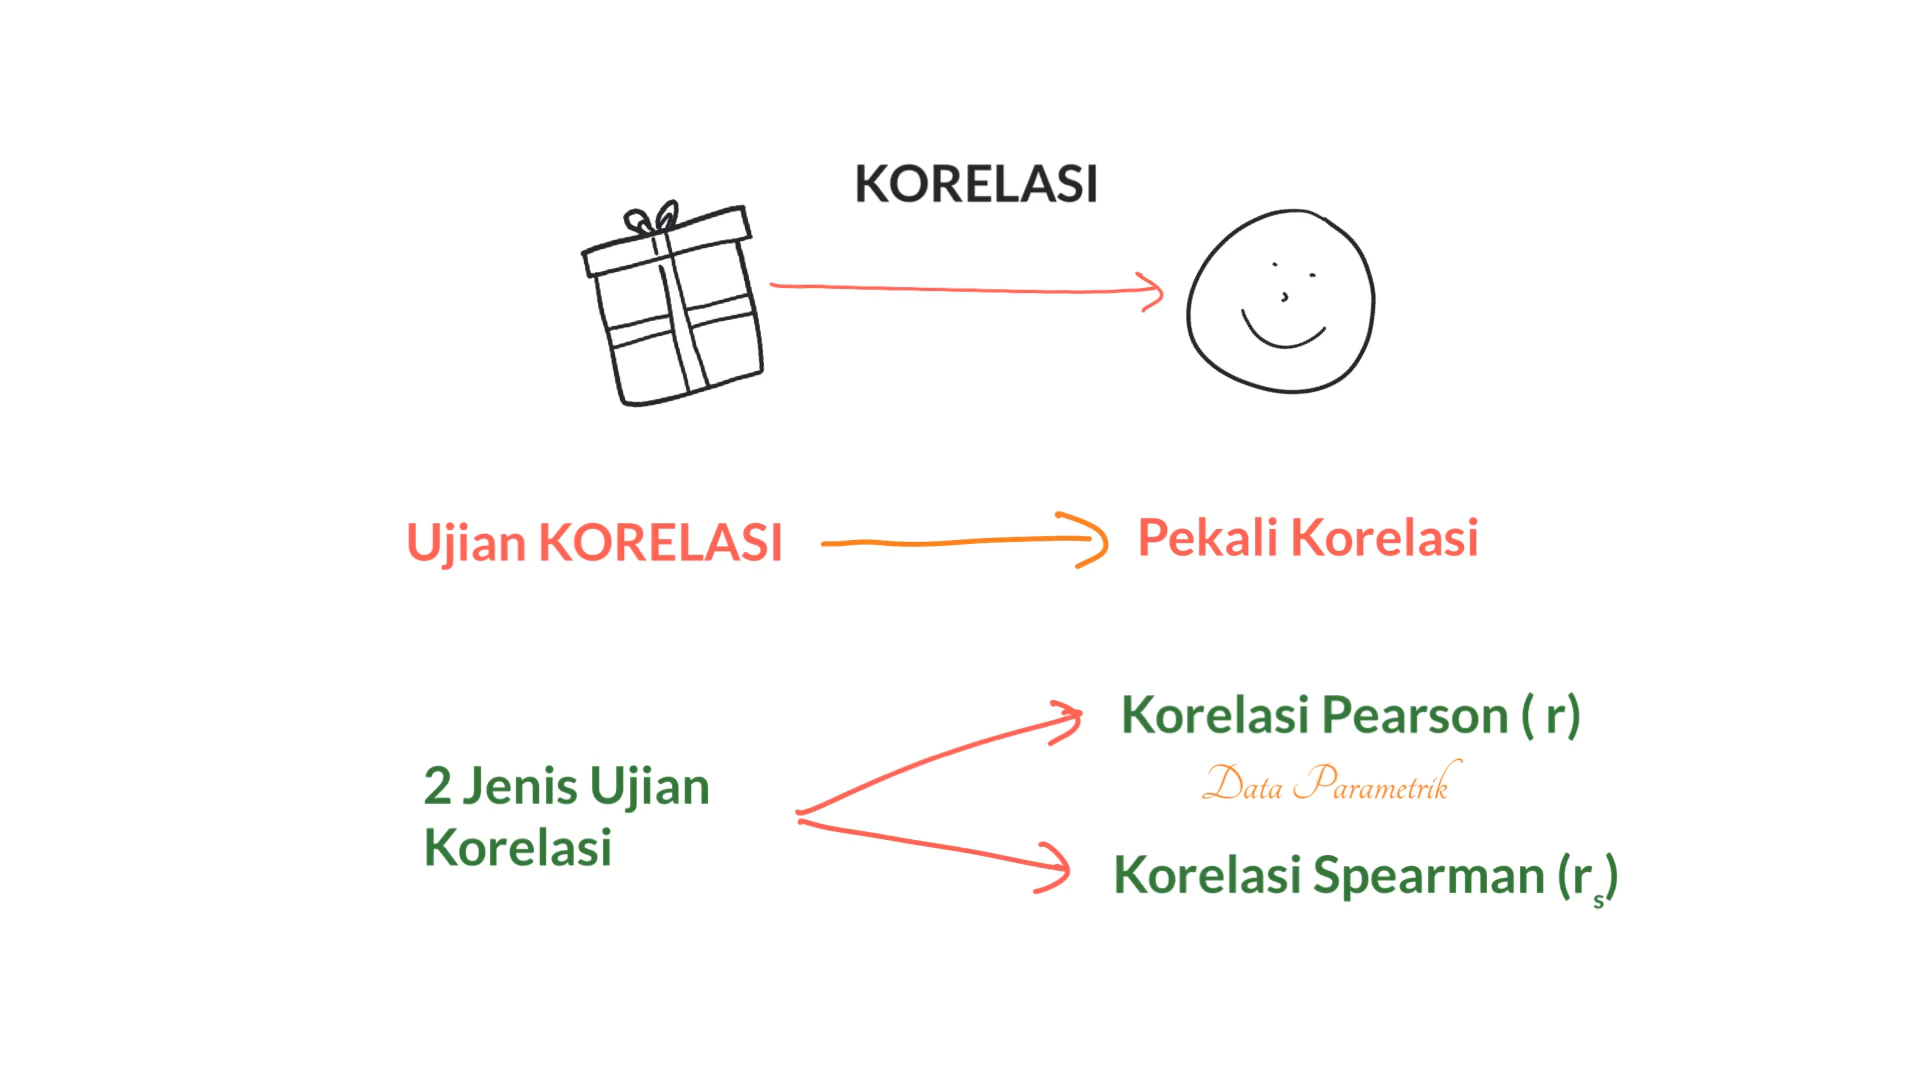 KORELASI
Ujian KORELASI
Pekali Korelasi
2 Jenis Ujian
Korelasi
Korelasi Pearson ( r)
Data Parametrik
Korelasi Spearman (rs)